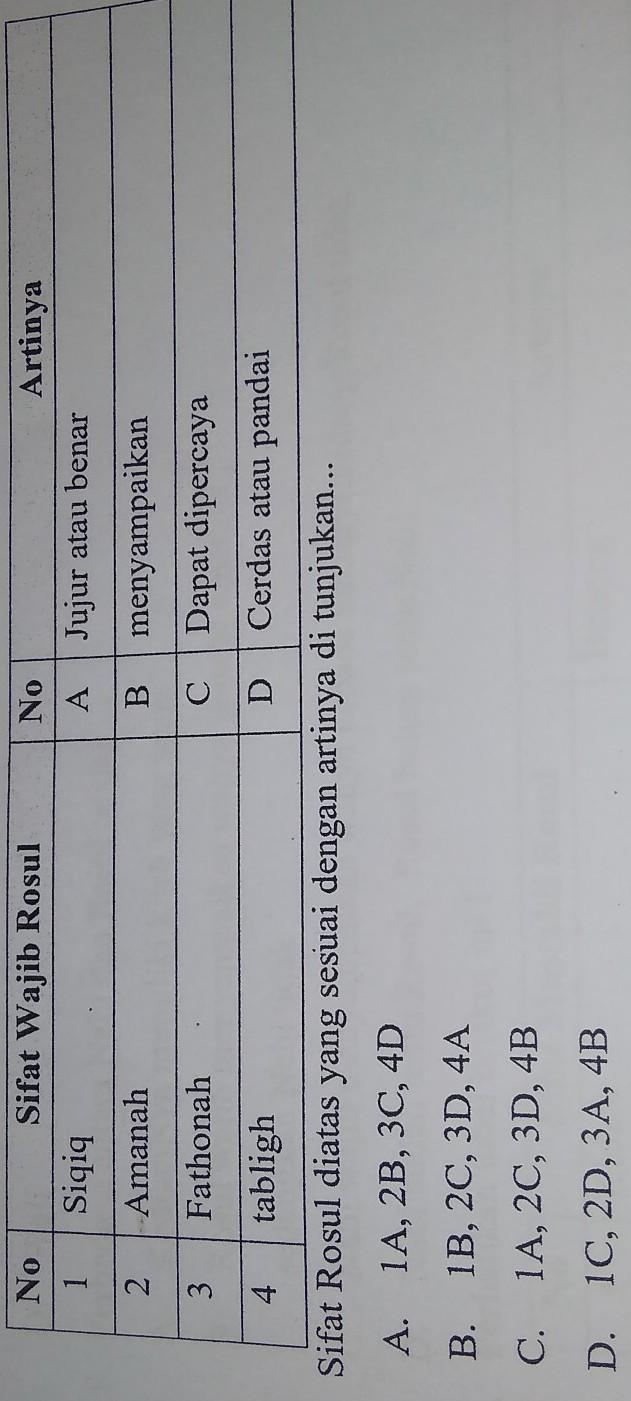 No Sifat Wajib Rosul No Artinya
1 Siqiq A Jujur atau benar
2 Amanah B menyampaikan
3 Fathonah C Dapat dipercaya
4 tabligh D Cerdas atau pandai
Sifat Rosul diatas yang sesuai dengan artinya di tunjukan...
A. 1A, 2B, 3C, 4D
B. 1B, 2C, 3D, 4A
C. 1A, 2C, 3D, 4B
D. 1C, 2D, 3A, 4B